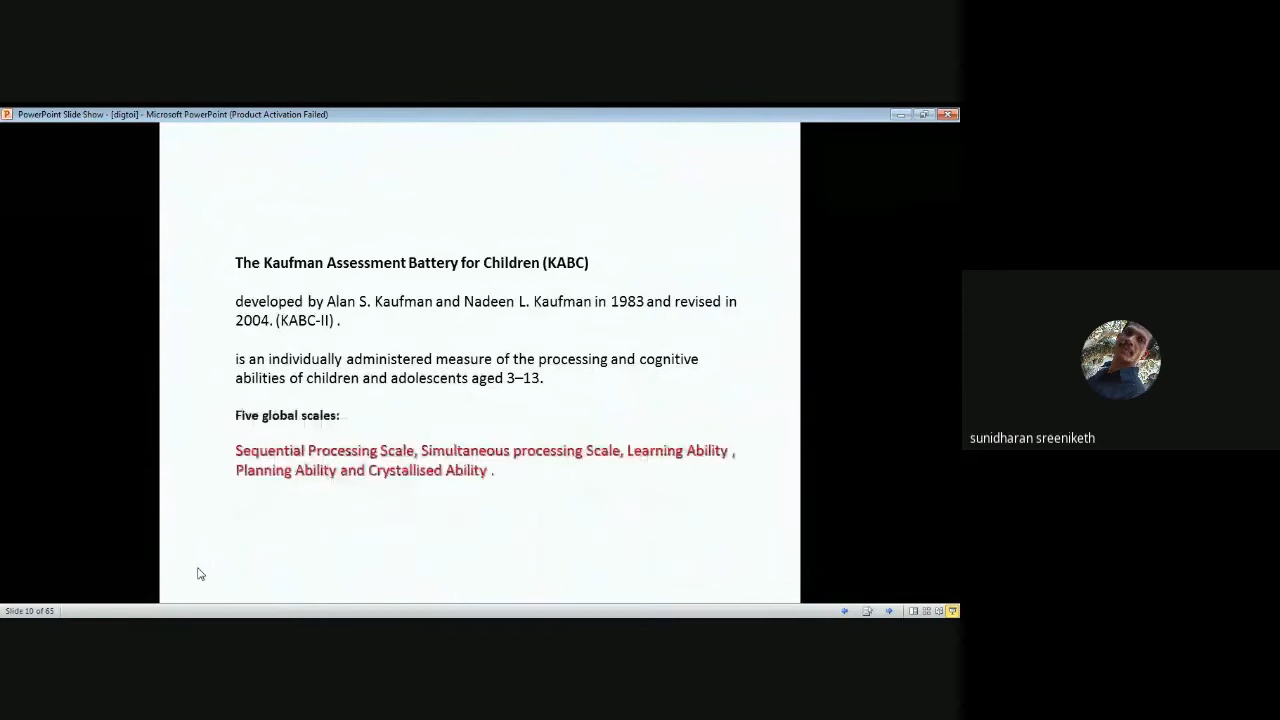 PowerPoint Slide Show - [digtoi] - Microsoft PowerPoint (Product Activation Failed)
The Kaufman Assessment Battery for Children (KABC)
developed by Alan S. Kaufman and Nadeen L. Kaufman in 1983 and revised in
2004. (KABC-II) .
is an individually administered measure of the processing and cognitive
abilities of children and adolescents aged 3–13.
Five global scales:
Sequential Processing Scale, Simultaneous processing Scale, Learning Ability ,
Planning Ability and Crystallised Ability .
sunidharan sreeniketh
Slide 10 of 65